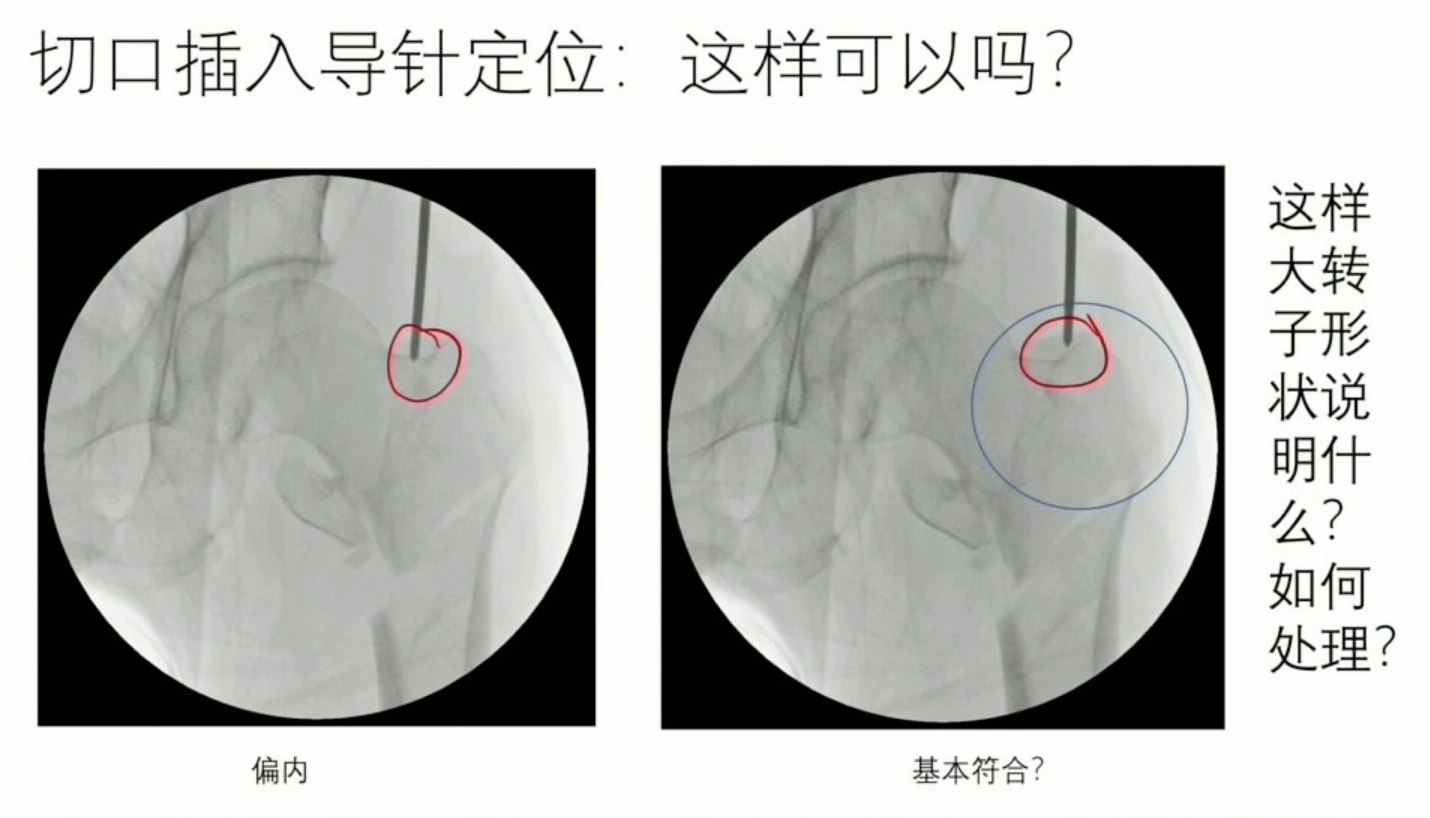 切口插入导针定位：这样可以吗？
这样
大转
子形
状说
明什
么？
如何
处理？
偏内
基本符合？